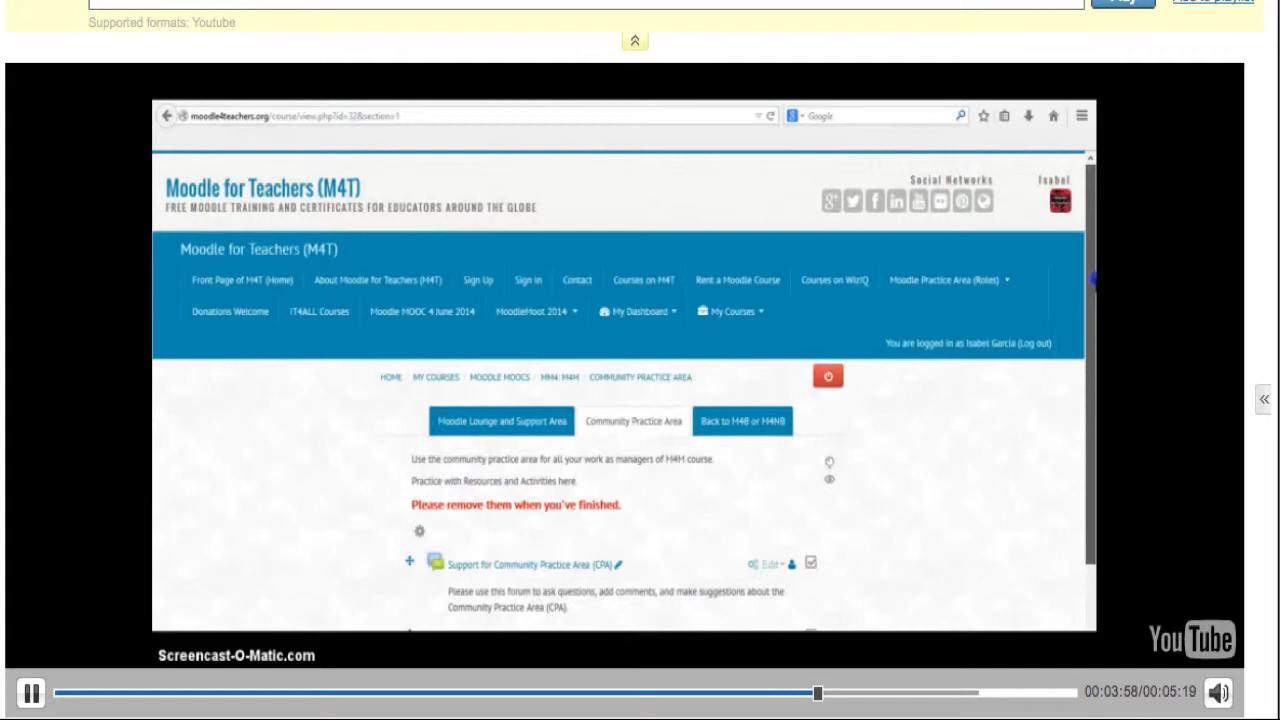 Supported formats: Youtube
moodle4teachers.org/course/view.php?id=32&section=1
Google
Moodle for Teachers (M4T)
FREE MOODLE TRAINING AND CERTIFICATES FOR EDUCATORS AROUND THE GLOBE
Social Networks
Isabel
Moodle for Teachers (M4T)
Front Page of M4T (Home) About Moodle for Teachers (M4T) Sign Up Sign in Contact Courses on M4T Rent a Moodle Course Courses on WizIQ Moodle Practice Area (Roles)
Donations Welcome IT4ALL Courses Moodle MOOC 4 June 2014 MoodleMoot 2014 My Dashboard My Courses
You are logged in as Isabel Garcia (Log out)
HOME MY COURSES MOODLE MOOCS MM4: M4H COMMUNITY PRACTICE AREA
Moodle Lounge and Support Area Community Practice Area Back to M4B or M4NB
Use the community practice area for all your work as managers of M4H course.
Practice with Resources and Activities here.
Please remove them when you've finished.
Support for Community Practice Area (CPA)
Edit
Please use this forum to ask questions, add comments, and make suggestions about the
Community Practice Area (CPA).
YouTube
Screencast-O-Matic.com
00:03:58/00:05:19